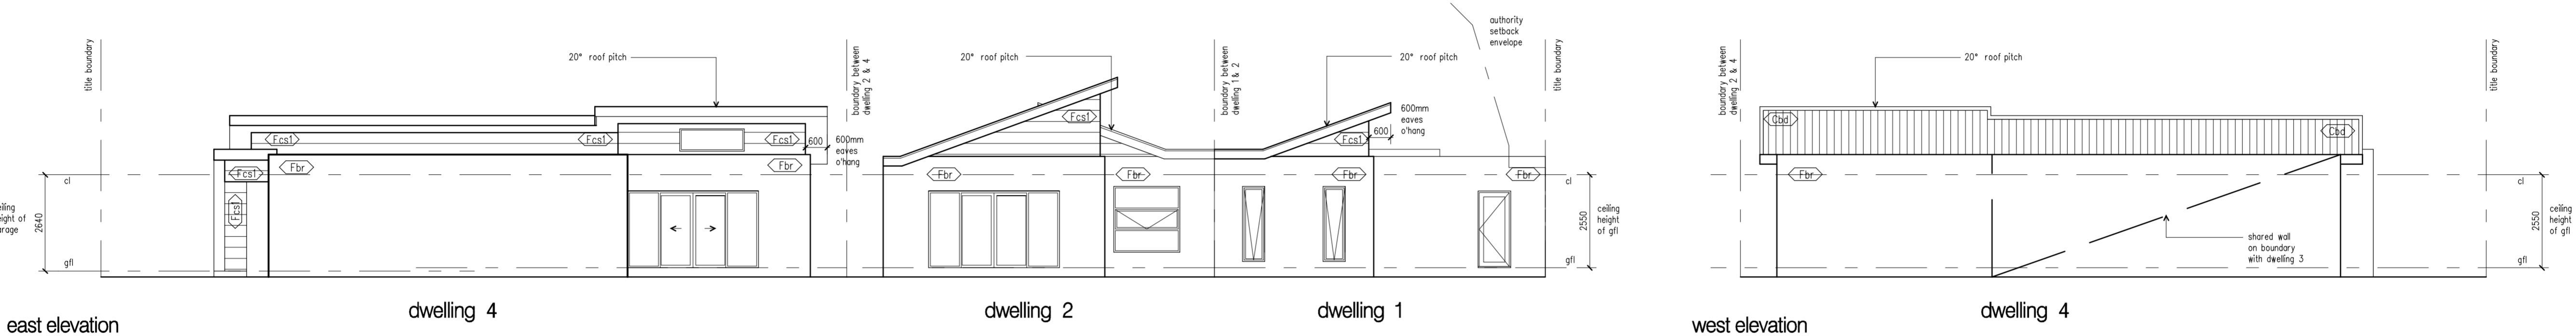 title boundary
20° roof pitch
Fcs1
Fcs1
Fcs1
600
600mm
eaves
o'hang
Fcs1
Fbr
Fbr
Fcs1
cl
2640
gfl
boundary between
dwelling 2 & 4
20° roof pitch
Fcs1
Fbr
Fbr
boundary between
dwelling 1 & 2
20° roof pitch
600mm
eaves
o'hang
600
Fcs1
Fbr
authority
setback
envelope
title boundary
Fbr
cl
2550
ceiling
height
of gfl
gfl
dwelling 4
dwelling 2
dwelling 1
east elevation
boundary between
dwelling 2 & 4
20° roof pitch
title boundary
Cbd
Cbd
Fbr
cl
2550
ceiling
height
of gfl
gfl
shared wall
on boundary
with dwelling 3
dwelling 4
west elevation